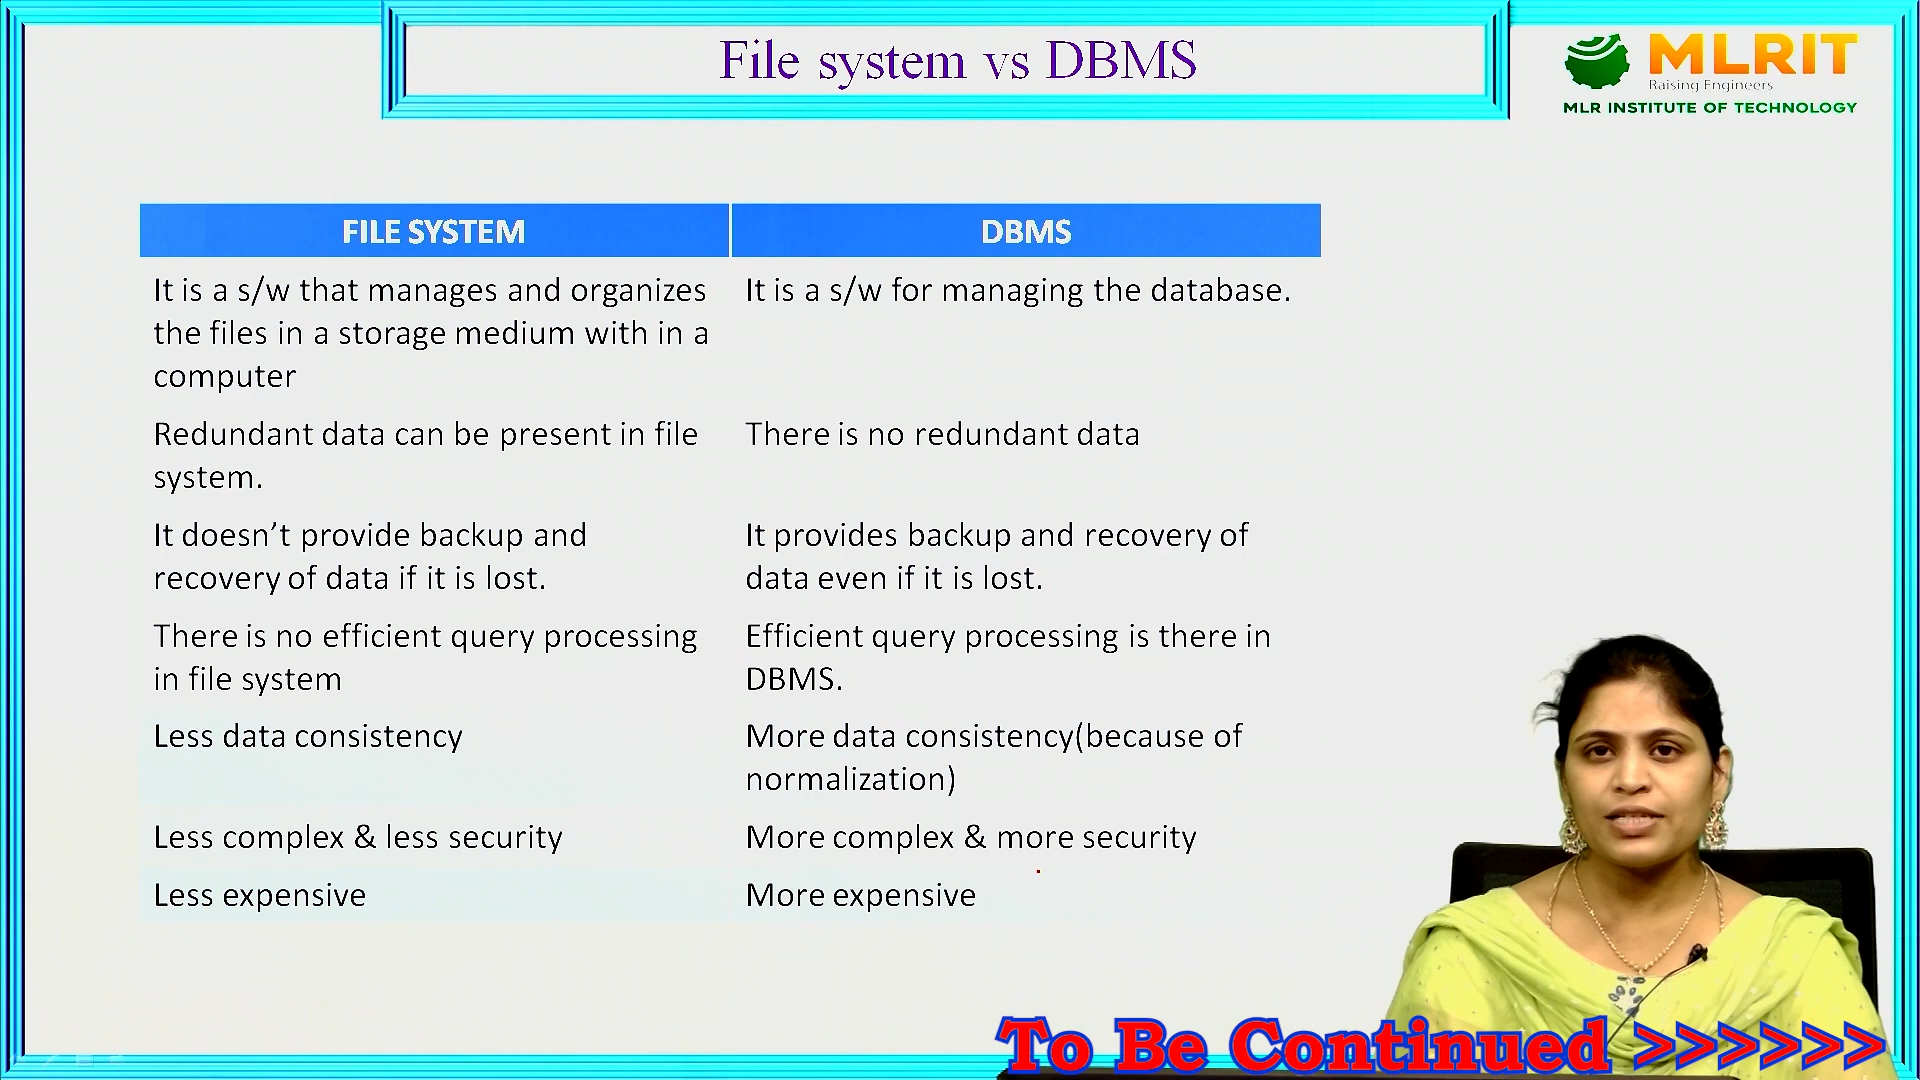 File system vs DBMS
MLRIT
Raising Engineers
MLR INSTITUTE OF TECHNOLOGY
FILE SYSTEM
DBMS
It is a s/w that manages and organizes
the files in a storage medium with in a
computer
It is a s/w for managing the database.
Redundant data can be present in file
system.
There is no redundant data
It doesn’t provide backup and
recovery of data if it is lost.
It provides backup and recovery of
data even if it is lost.
There is no efficient query processing
in file system
Efficient query processing is there in
DBMS.
Less data consistency
More data consistency(because of
normalization)
Less complex & less security
More complex & more security
Less expensive
More expensive
To Be Continued >>>>>>